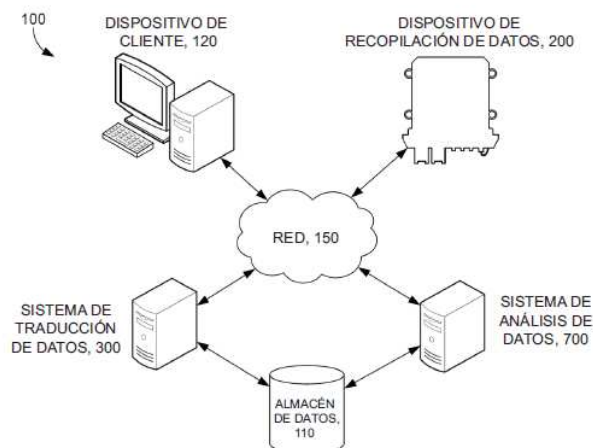 100
DISPOSITIVO DE
CLIENTE, 120
DISPOSITIVO DE
RECOPILACIÓN DE DATOS, 200
RED, 150
SISTEMA DE
TRADUCCIÓN
DE DATOS, 300
SISTEMA DE
ANÁLISIS DE
DATOS, 700
ALMACÉN
DE DATOS,
110